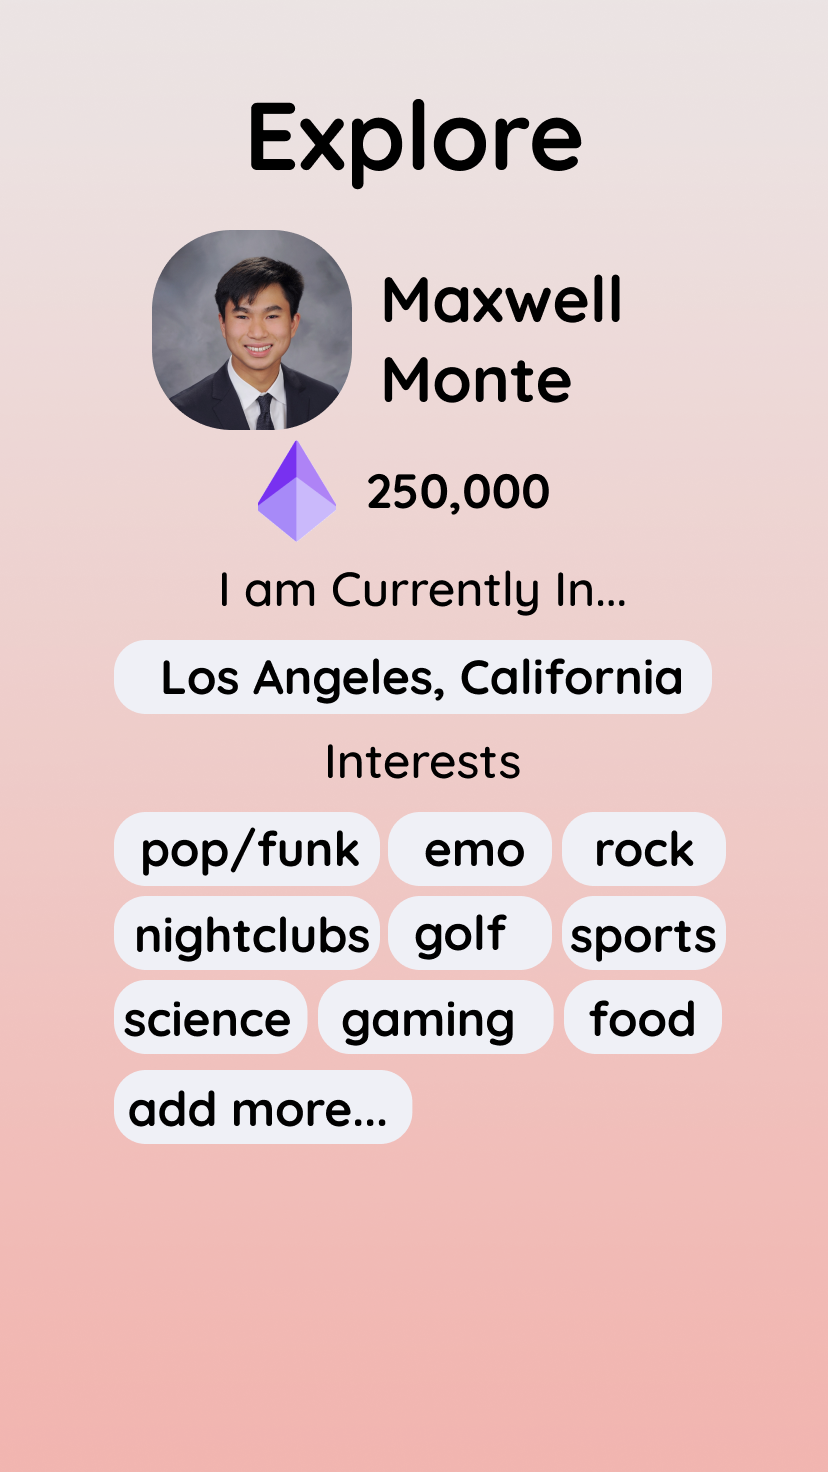 Explore
Maxwell
Monte
250,000
I am Currently In...
Los Angeles, California
Interests
pop/funk emo rock
nightclubs golf sports
science gaming food
add more...